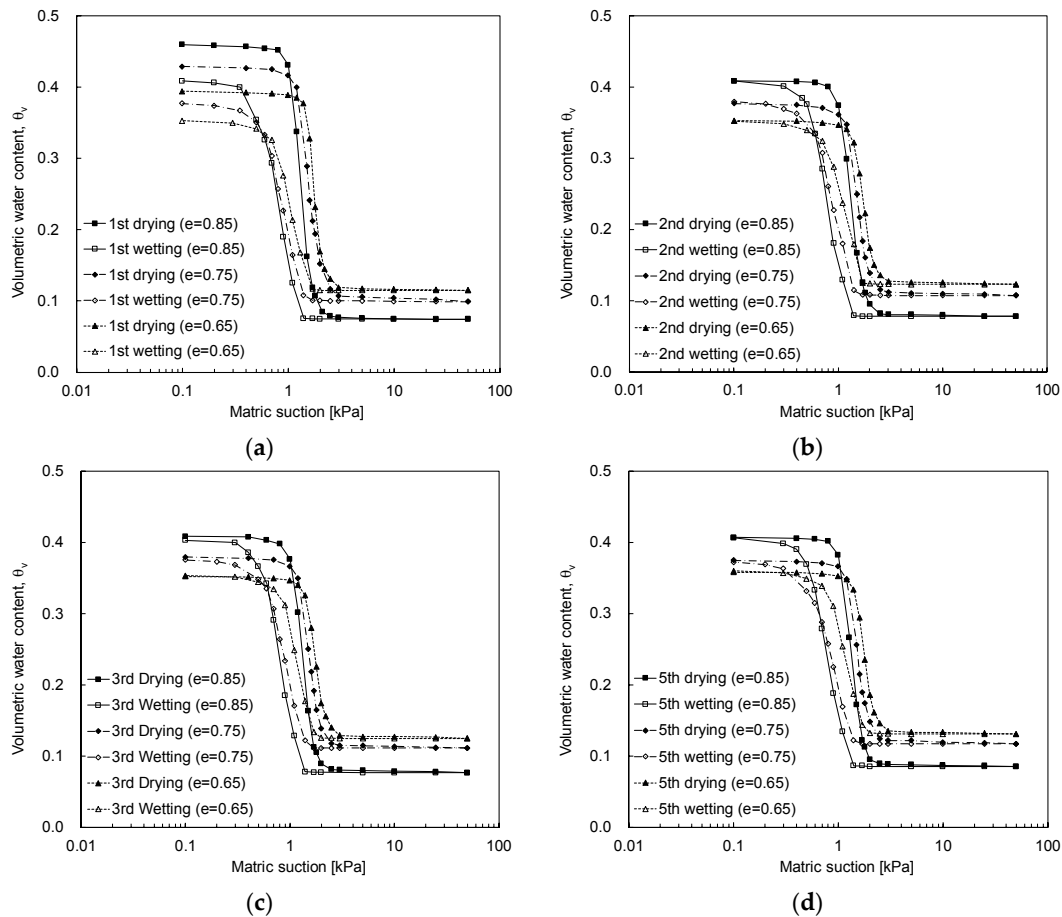 0.5
0.4
0.3
0.2
0.1
0.0
Volumetric water content, θv
1st drying (e=0.85)
1st wetting (e=0.85)
1st drying (e=0.75)
1st wetting (e=0.75)
1st drying (e=0.65)
1st wetting (e=0.65)
0.01 0.1 1 10 100
Matric suction [kPa]
(a)
0.5
0.4
0.3
0.2
0.1
0.0
Volumetric water content, θv
2nd drying (e=0.85)
2nd wetting (e=0.85)
2nd drying (e=0.75)
2nd wetting (e=0.75)
2nd drying (e=0.65)
2nd wetting (e=0.65)
0.01 0.1 1 10 100
Matric suction [kPa]
(b)
0.5
0.4
0.3
0.2
0.1
0.0
Volumetric water content, θv
3rd Drying (e=0.85)
3rd Wetting (e=0.85)
3rd Drying (e=0.75)
3rd Wetting (e=0.75)
3rd Drying (e=0.65)
3rd Wetting (e=0.65)
0.01 0.1 1 10 100
Matric suction [kPa]
(c)
0.5
0.4
0.3
0.2
0.1
0.0
Volumetric water content, θv
5th drying (e=0.85)
5th wetting (e=0.85)
5th drying (e=0.75)
5th wetting (e=0.75)
5th drying (e=0.65)
5th wetting (e=0.65)
0.01 0.1 1 10 100
Matric suction [kPa]
(d)